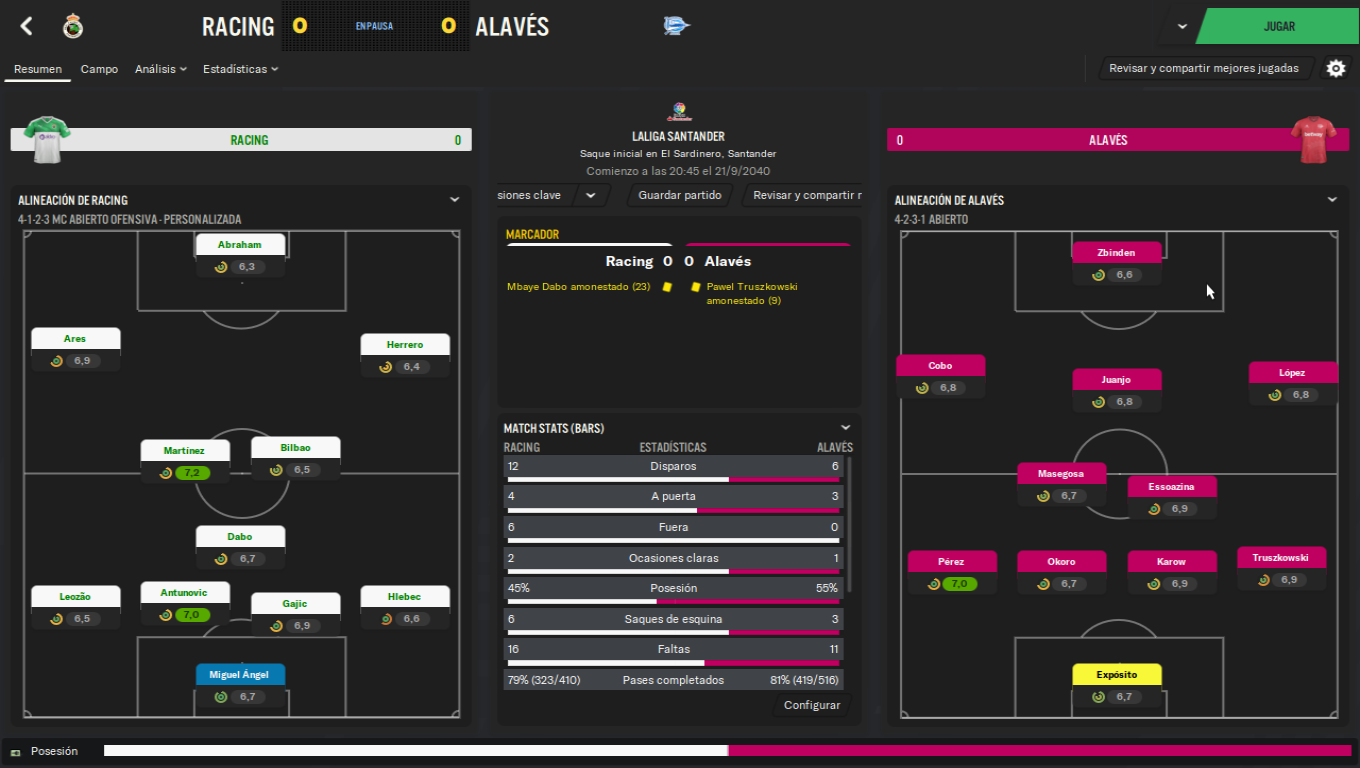 RACING 0 EN PAUSA 0 ALAVÉS
JUGAR
Resumen Campo Análisis Estadísticas
Revisar y compartir mejores jugadas
RACING 0
LALIGA SANTANDER
Saque inicial en El Sardinero, Santander
Comienzo a las 20:45 el 21/9/2040
siones clave Guardar partido Revisar y compartir r
0 ALAVÉS
betway
ALINEACIÓN DE RACING
4-1-2-3 MC ABIERTO OFENSIVA - PERSONALIZADA
Abraham
6,3
Ares
6,9
Herrero
6,4
Martínez
7,2
Bilbao
6,5
Dabo
6,7
Leozão
6,5
Antunovic
7,0
Gajic
6,9
Hlebec
6,6
Miguel Ángel
6,7
MARCADOR
Racing 0 0 Alavés
Mbaye Dabo amonestado (23)
Pawel Truszkowski
amonestado (9)
MATCH STATS (BARS)
RACING ESTADÍSTICAS ALAVÉS
12 Disparos 6
4 A puerta 3
6 Fuera 0
2 Ocasiones claras 1
45% Posesión 55%
6 Saques de esquina 3
16 Faltas 11
79% (323/410) Pases completados 81% (419/516)
Configurar
ALINEACIÓN DE ALAVÉS
4-2-3-1 ABIERTO
Zbinden
6,6
Cobo
6,8
Juanjo
6,8
López
6,8
Masegosa
6,7
Essoazina
6,9
Pérez
7,0
Okoro
6,7
Karow
6,9
Truszkowski
6,9
Expósito
6,7
Posesión